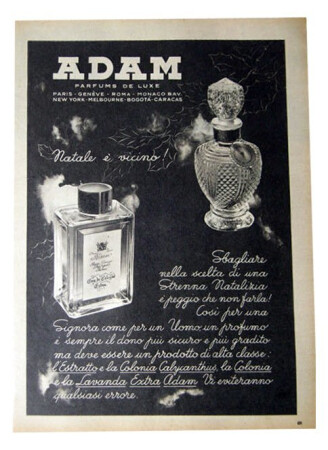 ADAM
PARFUMS DE LUXE
PARIS - GENÈVE - ROMA - MONACO BAV.
NEW YORK - MELBOURNE - BOGOTÀ - CARACAS
Natale è vicino!
Sbagliare
nella scelta di una
Strenna Natalizia
è peggio che non farla!
Così per una
Signora come per un Uomo: un profumo
è sempre il dono più sicuro e più gradito
ma deve essere un prodotto di alta classe:
l'Estratto e la Colonia Calycanthus, la Colonia
e la Lavanda Extra Adam Vi eviteranno
qualsiasi errore.